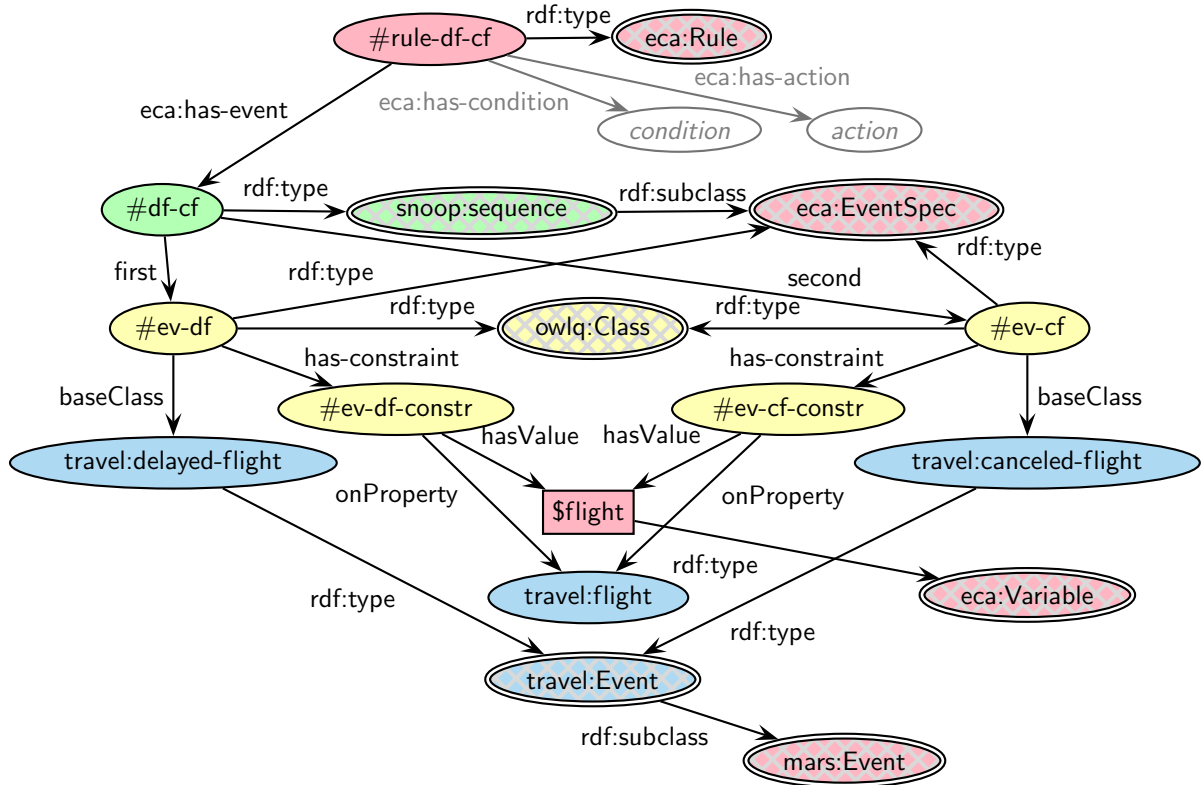 rdf:type
#rule-df-cf
eca:Rule
eca:has-action
eca:has-condition
eca:has-event
condition
action
rdf:type
rdf:subclass
#df-cf
snoop:sequence
eca:EventSpec
rdf:type
first
rdf:type
second
rdf:type
rdf:type
#ev-df
owlq:Class
#ev-cf
has-constraint
has-constraint
baseClass
baseClass
#ev-df-constr
#ev-cf-constr
hasValue
hasValue
travel:delayed-flight
travel:canceled-flight
onProperty
onProperty
$flight
rdf:type
travel:flight
eca:Variable
rdf:type
rdf:type
travel:Event
rdf:subclass
mars:Event